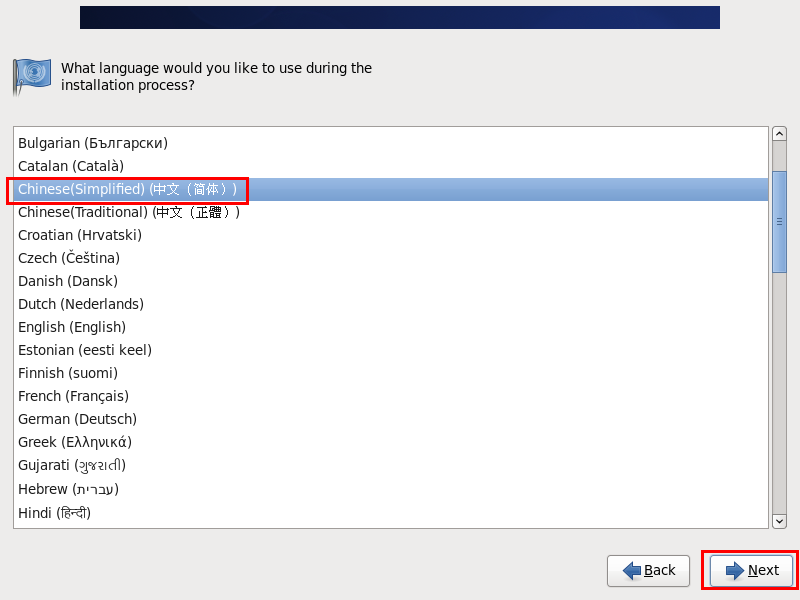 What language would you like to use during the
installation process?
Bulgarian (Български)
Catalan (Català)
Chinese(Simplified) (中文（简体）)
Chinese(Traditional) (中文（正體）)
Croatian (Hrvatski)
Czech (Čeština)
Danish (Dansk)
Dutch (Nederlands)
English (English)
Estonian (eesti keel)
Finnish (suomi)
French (Français)
German (Deutsch)
Greek (Ελληνικά)
Gujarati (ગુજરાતી)
Hebrew (עברית)
Hindi (हिन्दी)
Back
Next